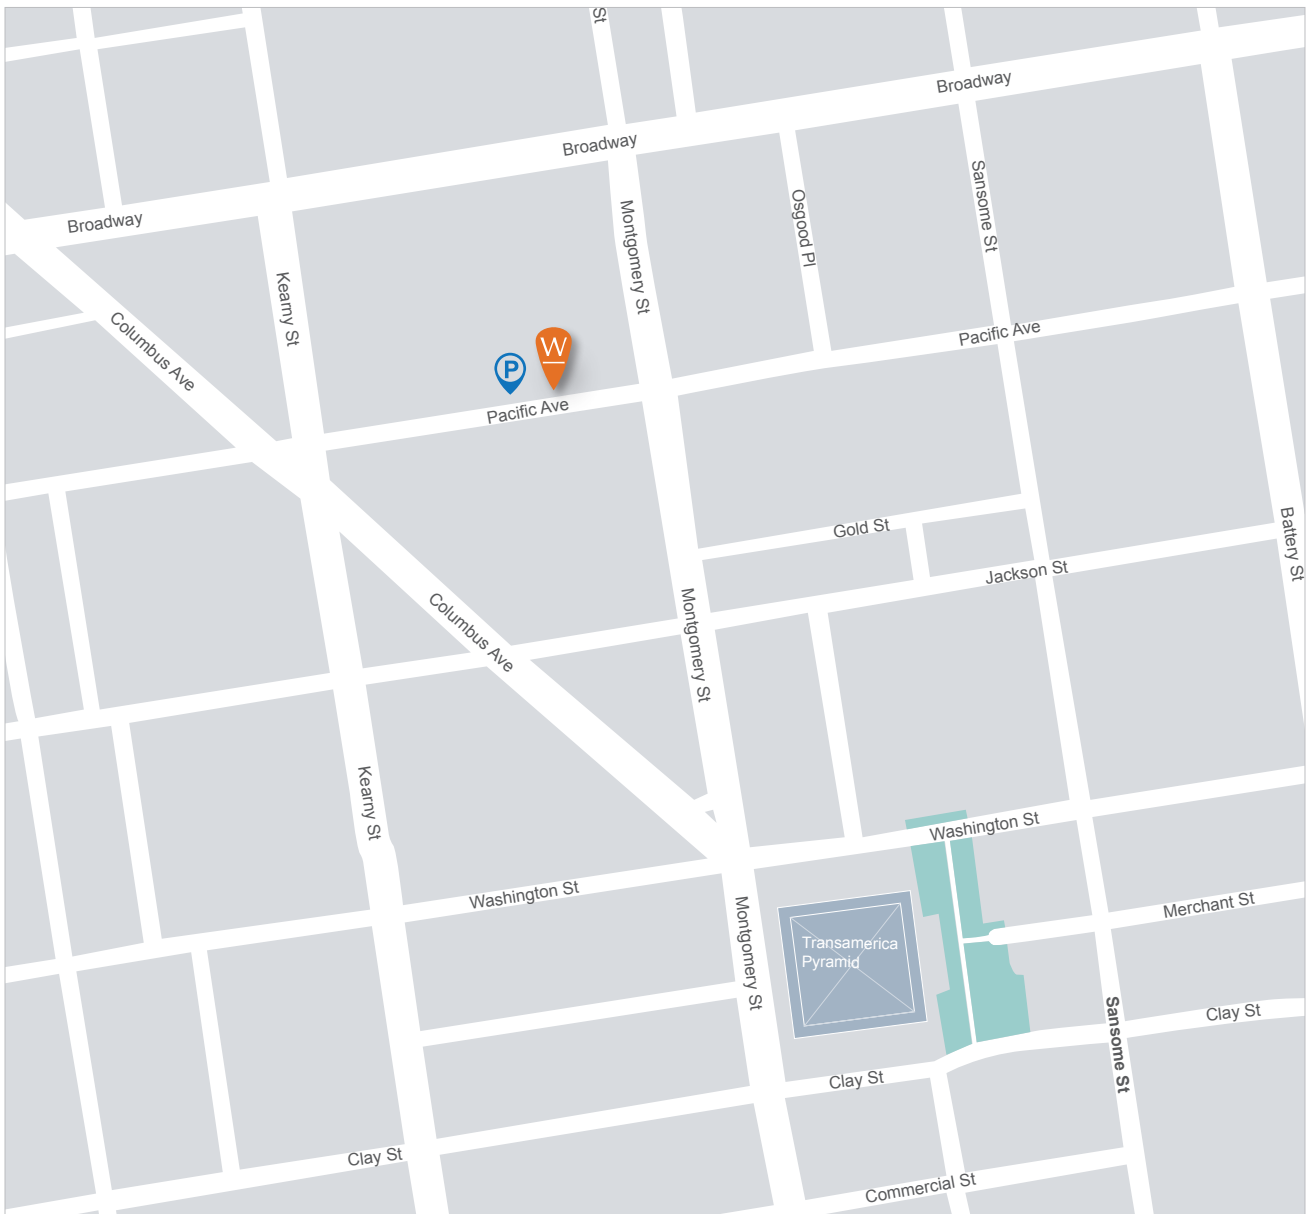 St
Broadway
Broadway
Broadway
Sansome St
Osgood Pl
Montgomery St
Kearny St
Columbus Ave
Pacific Ave
W
P
Pacific Ave
Gold St
Battery St
Jackson St
Columbus Ave
Montgomery St
Kearny St
Washington St
Washington St
Merchant St
Montgomery St
Transamerica
Pyramid
Sansome St
Clay St
Clay St
Clay St
Commercial St